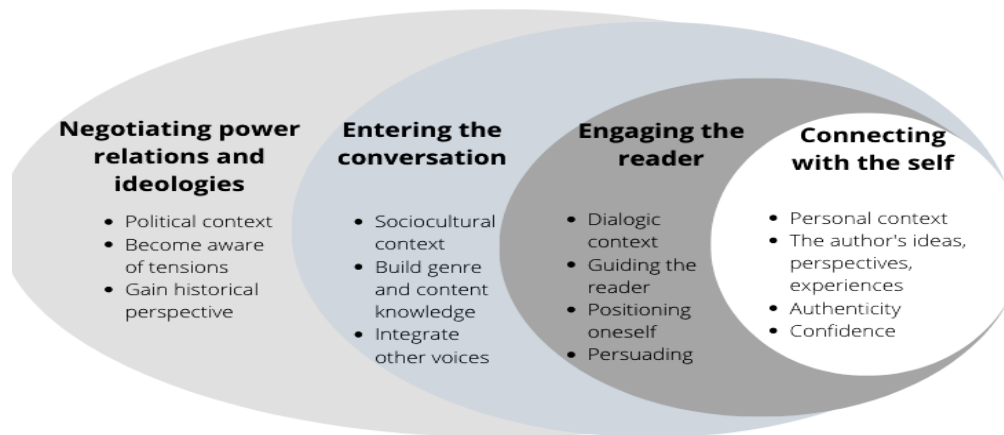 Negotiating power
relations and
ideologies
• Political context
• Become aware
of tensions
• Gain historical
perspective
Entering the
conversation
• Sociocultural
context
• Build genre
and content
knowledge
• Integrate
other voices
Engaging the
reader
• Dialogic
context
• Guiding the
reader
• Positioning
oneself
• Persuading
Connecting
with the self
• Personal context
• The author's ideas,
perspectives,
experiences
• Authenticity
• Confidence